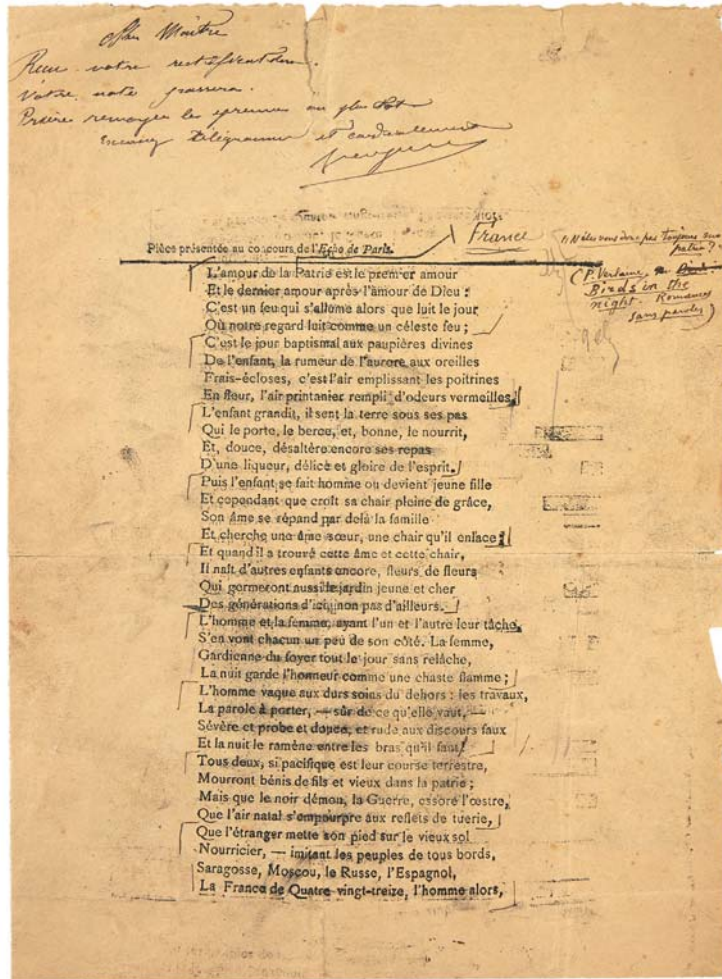 Mon Maître
Reçu votre rectification.
Votre note passera.
Prière renvoyer les épreuves au plus tôt
et cordialement
Pièce présentée au concours de l'Echo de Paris.
France
toujours ma
patrie ?
(P. Verlaine,
Birds in the
night. Romances
sans paroles)
L'amour de la Patrie est le premier amour
Et le dernier amour après l'amour de Dieu :
C'est un feu qui s'allume alors que luit le jour
Où notre regard luit comme un céleste feu ;
C'est le jour baptismal aux paupières divines
De l'enfant, la rumeur de l'aurore aux oreilles
Frais-écloses, c'est l'air emplissant les poitrines
En fleur, l'air printanier rempli d'odeurs vermeilles,
L'enfant grandit, il sent la terre sous ses pas
Qui le porte, le berce, et, bonne, le nourrit,
Et, douce, désaltère encore ses repas
D'une liqueur, délice et gloire de l'esprit.
Puis l'enfant se fait homme ou devient jeune fille
Et cependant que croît sa chair pleine de grâce,
Son âme se répand par delà la famille
Et cherche une âme sœur, une chair qu'il enlace ;
Et quand il a trouvé cette âme et cette chair,
Il naît d'autres enfants encore, fleurs de fleurs
Qui germeront aussi le jardin jeune et cher
Des générations d'ici, non pas d'ailleurs.
L'homme et la femme, ayant l'un et l'autre leur tâche,
S'en vont chacun un peu de son côté. La femme,
Gardienne du foyer tout le jour sans relâche,
La nuit garde l'honneur comme une chaste flamme ;
L'homme vaque aux durs soins du dehors : les travaux,
La parole à porter, — sûr de ce qu'elle vaut, —
Sévère et probe et douce, et rude aux discours faux
Et la nuit le ramène entre les bras qu'il faut.
Tous deux, si pacifique est leur course terrestre,
Mourront bénis de fils et vieux dans la patrie ;
Mais que le noir démon, la Guerre, essore l'œstre,
Que l'air natal s'empourpre aux reflets de tuerie,
Que l'étranger mette son pied sur le vieux sol
Nourricier, — imitant les peuples de tous bords,
Saragosse, Moscou, le Russe, l'Espagnol,
La France de Quatre vingt-treize, l'homme alors,